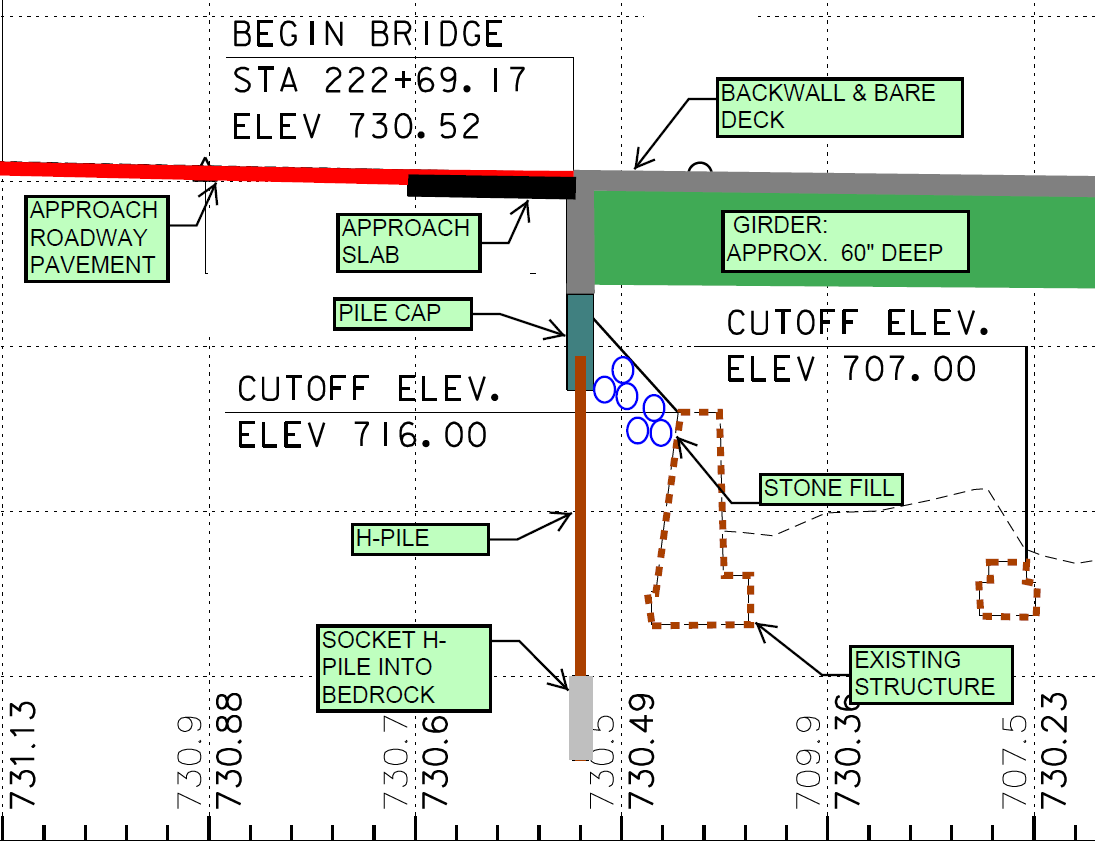 BEGIN BRIDGE
STA 222+69.17
ELEV 730.52
BACKWALL & BARE
DECK
APPROACH
ROADWAY
PAVEMENT
APPROACH
SLAB
GIRDER:
APPROX. 60" DEEP
PILE CAP
CUTOFF ELEV.
ELEV 707.00
CUTOFF ELEV.
ELEV 716.00
STONE FILL
H-PILE
SOCKET H-
PILE INTO
BEDROCK
EXISTING
STRUCTURE
731.13
730.9
730.88
730.7
730.6
730.5
730.49
709.9
730.36
707.5
730.23